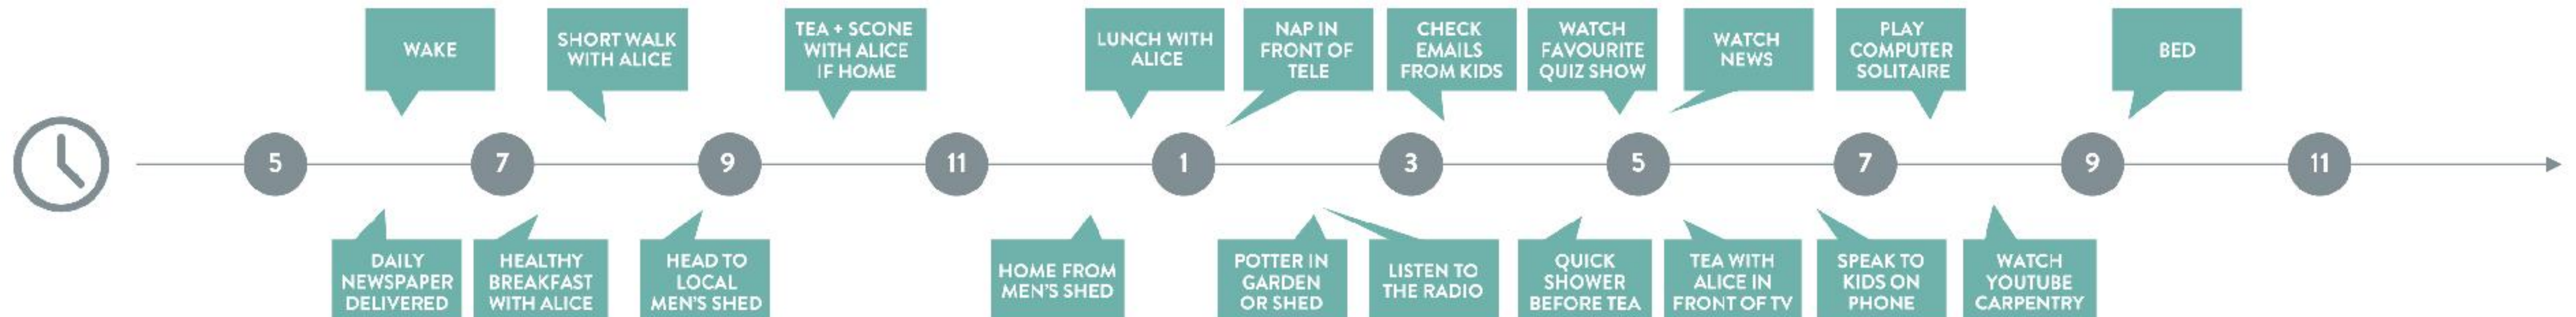 WAKE
SHORT WALK
WITH ALICE
TEA + SCONE
WITH ALICE
IF HOME
LUNCH WITH
ALICE
NAP IN
FRONT OF
TELE
CHECK
EMAILS
FROM KIDS
WATCH
FAVOURITE
QUIZ SHOW
WATCH
NEWS
PLAY
COMPUTER
SOLITAIRE
BED
5
7
9
11
1
3
5
7
9
11
DAILY
NEWSPAPER
DELIVERED
HEALTHY
BREAKFAST
WITH ALICE
HEAD TO
LOCAL
MEN'S SHED
HOME FROM
MEN'S SHED
POTTER IN
GARDEN
OR SHED
LISTEN TO
THE RADIO
QUICK
SHOWER
BEFORE TEA
TEA WITH
ALICE IN
FRONT OF TV
SPEAK TO
KIDS ON
PHONE
WATCH
YOUTUBE
CARPENTRY